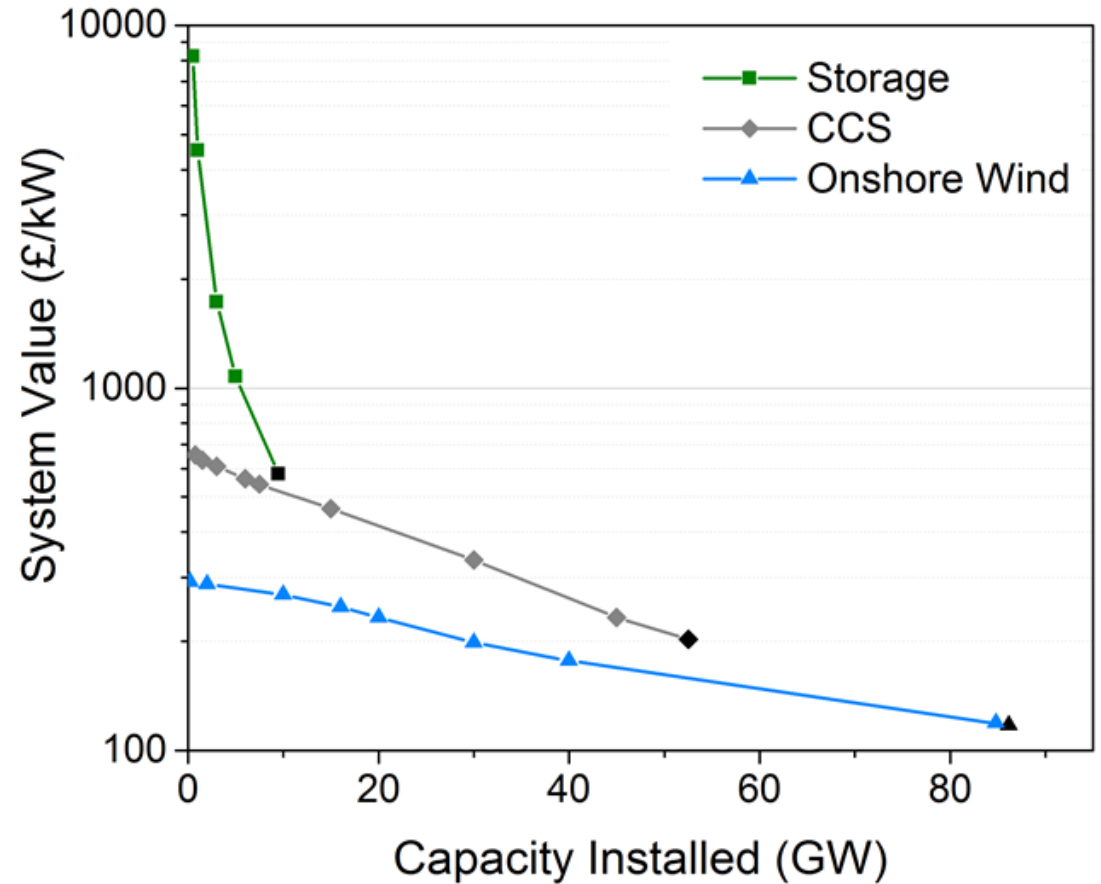 10000
1000
100
System Value (£/kW)
Storage
CCS
Onshore Wind
0 20 40 60 80
Capacity Installed (GW)